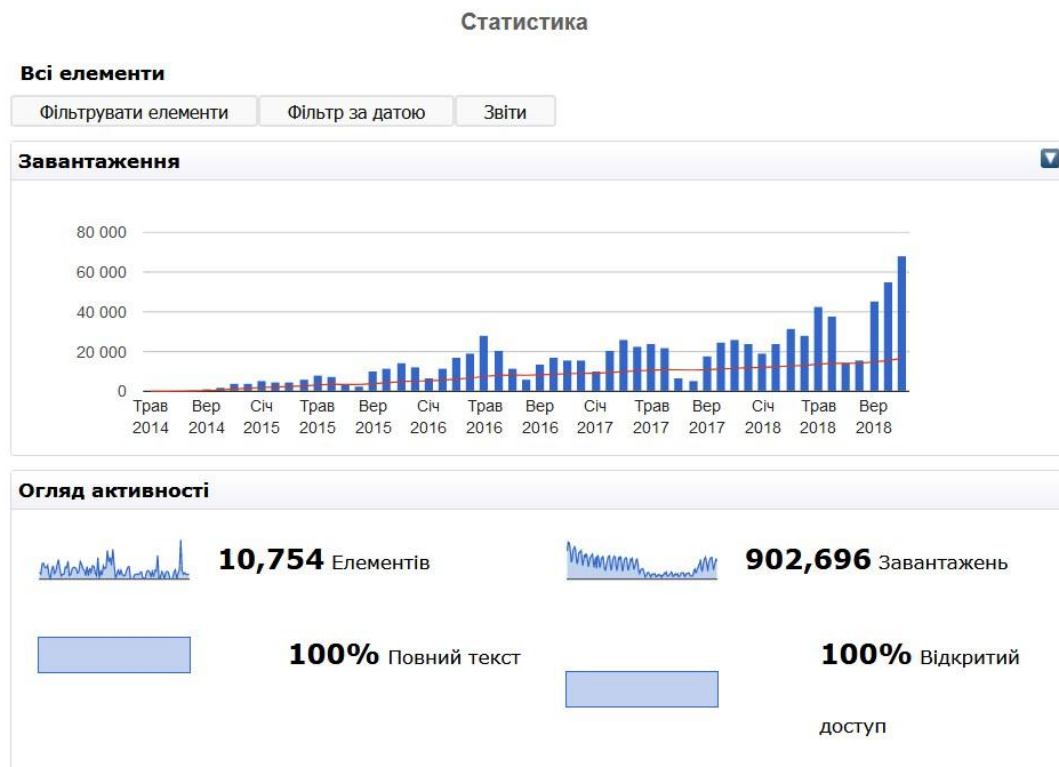 Статистика
Всі елементи
Фільтрувати елементи Фільтр за датою Звіти
Завантаження
80 000
60 000
40 000
20 000
0
Трав Вер Січ Трав Вер Січ Трав Вер Січ Трав Вер Січ Трав Вер
2014 2014 2015 2015 2015 2016 2016 2016 2017 2017 2017 2018 2018 2018
Огляд активності
10,754 Елементів 902,696 Завантажень
100% Повний текст 100% Відкритий
доступ